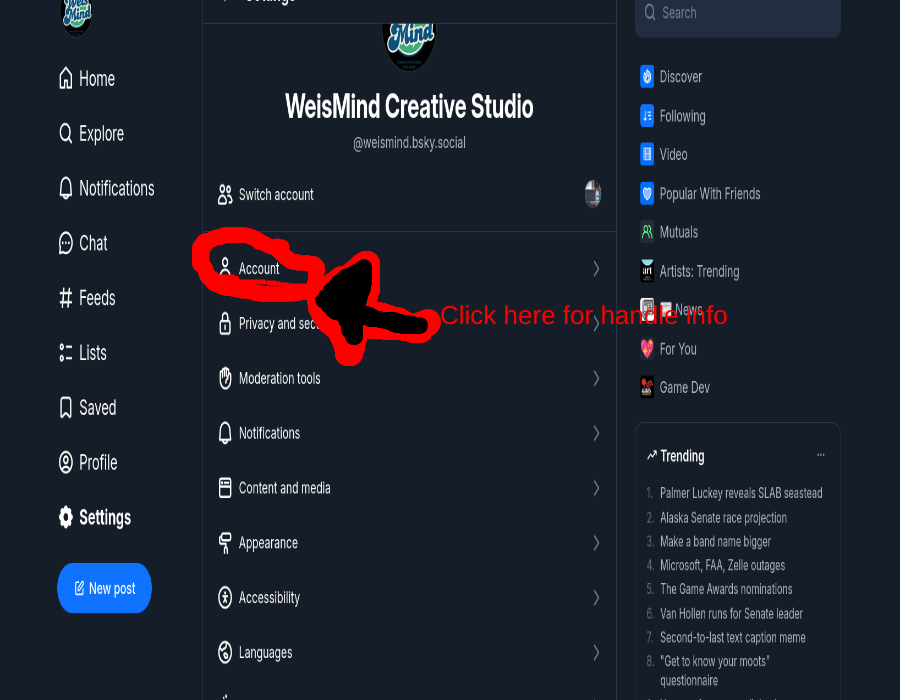 Settings
Weis
Mind
Home
Explore
Notifications
Chat
Feeds
Lists
Saved
Profile
Settings
New post
Mind
WeisMind Creative Studio
@weismind.bsky.social
Switch account
Account
Click here for handle info
Privacy and sec
Moderation tools
Notifications
Content and media
Appearance
Accessibility
Languages
Search
Discover
Following
Video
Popular With Friends
Mutuals
art
Artists: Trending
News
For You
Game Dev
Trending
1. Palmer Luckey reveals SLAB seastead
2. Alaska Senate race projection
3. Make a band name bigger
4. Microsoft, FAA, Zelle outages
5. The Game Awards nominations
6. Van Hollen runs for Senate leader
7. Second-to-last text caption meme
8. "Get to know your moots"
questionnaire